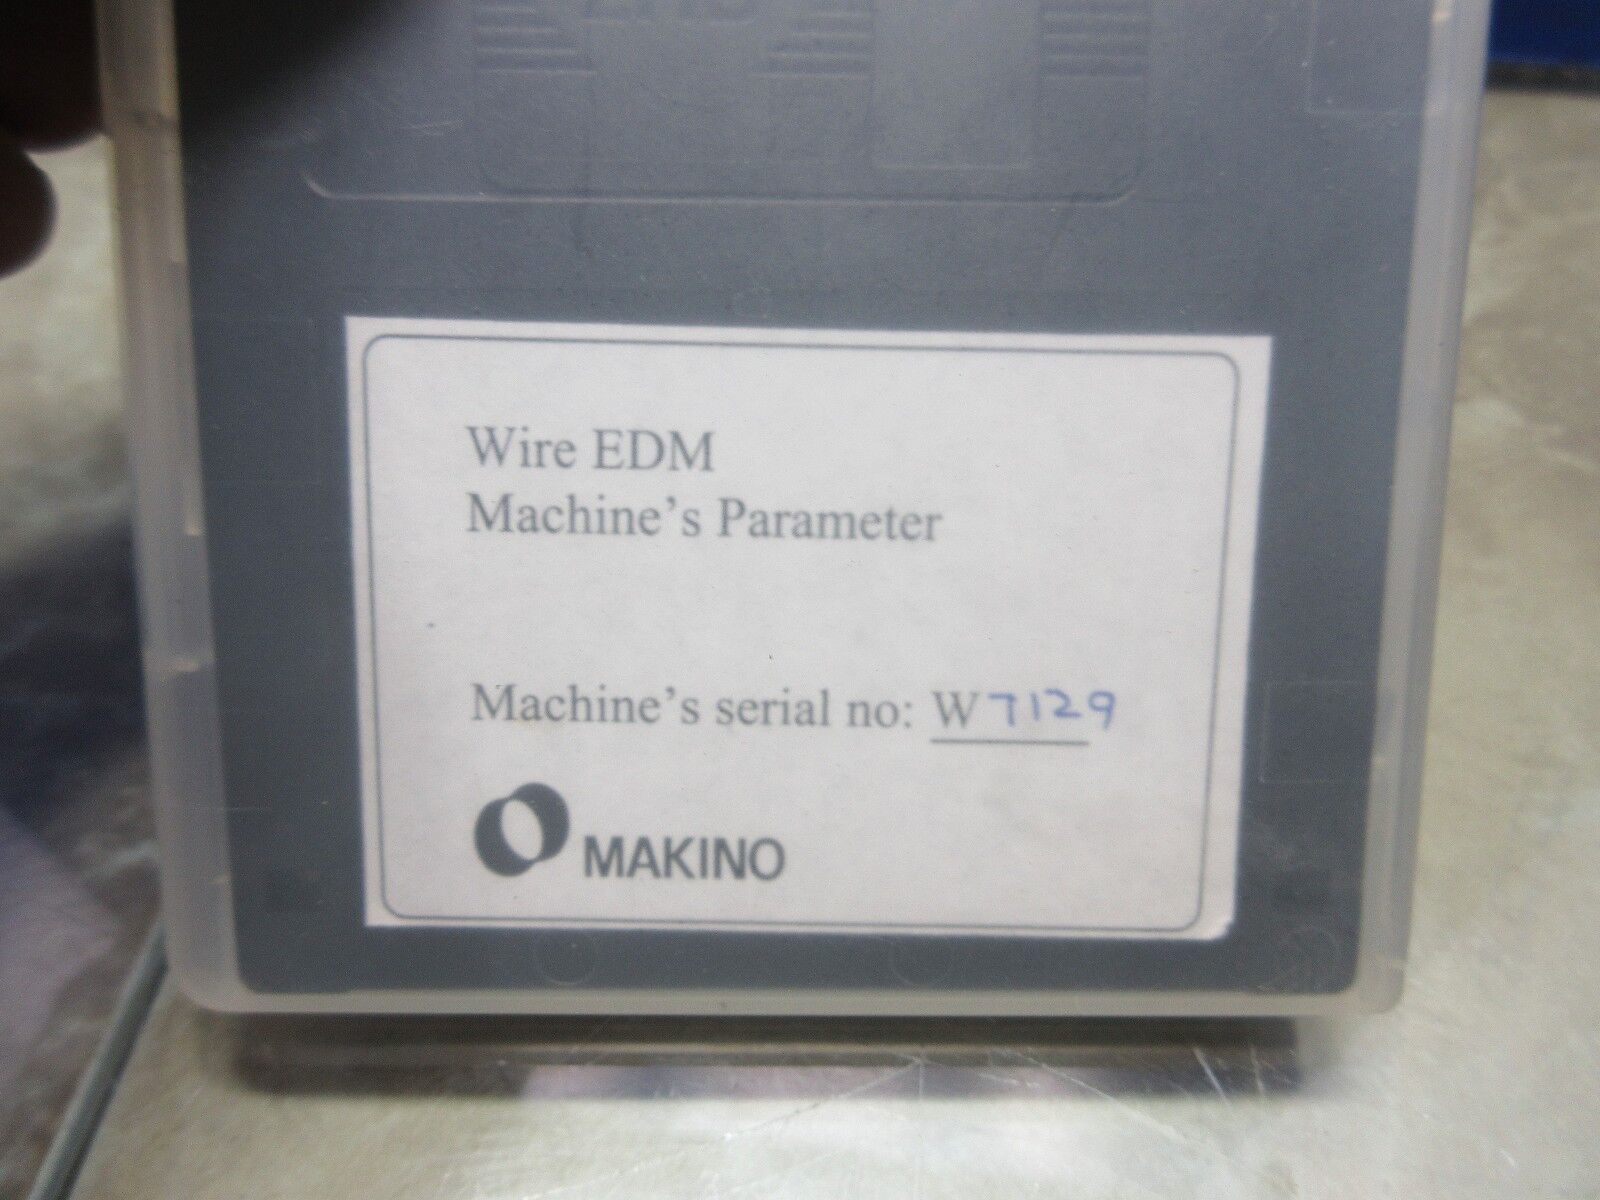 Wire EDM
Machine's Parameter
Machine's serial no: W7129
MAKINO